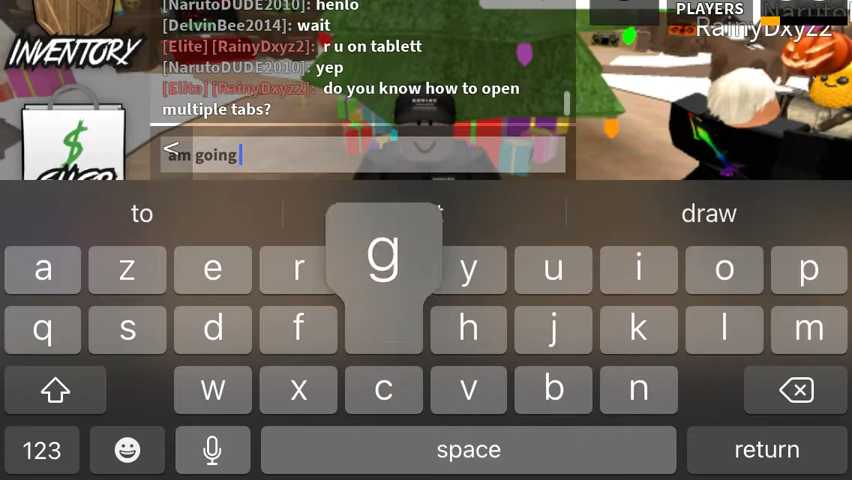 [NarutoDUDE2010]: henlo
PLAYERS
[DelvinBee2014]: wait
RainyDxyz2
[Elite] [RainyDxyz2]: r u on tablett
INVENTORY
[NarutoDUDE2010]: yep
[Elite] [RainyDxyz2]: do you know how to open
multiple tabs?
$
< am going
to
draw
g
a z e r y u i o p
q s d f h j k l m
w x c v b n
123 space return